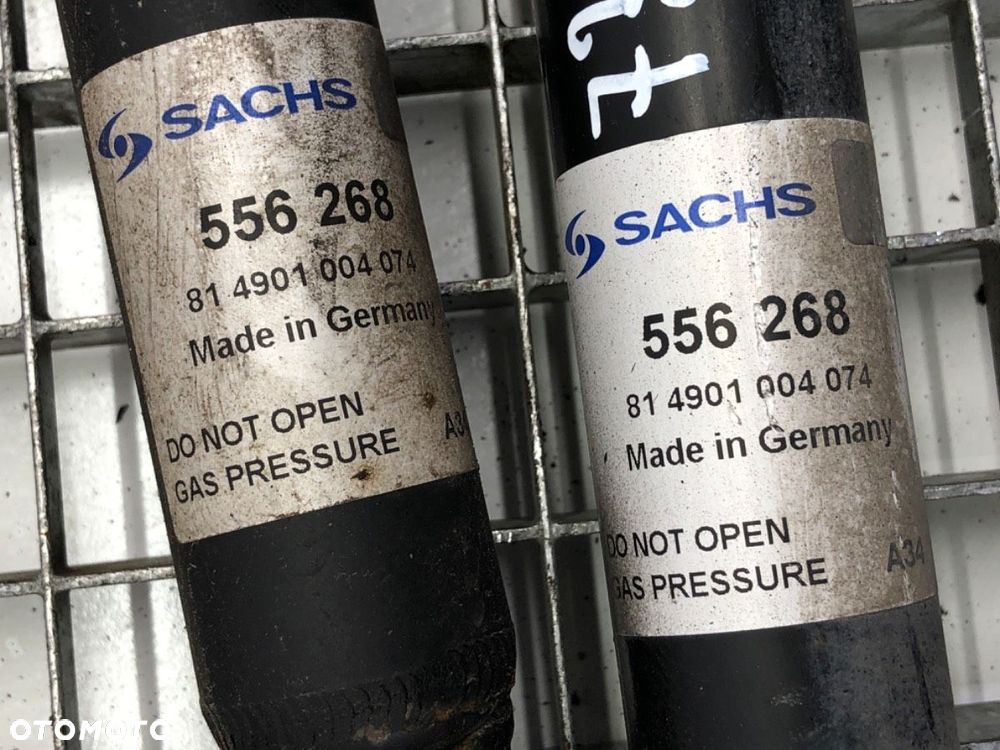 SACHS
556 268
81 4901 004 074
Made in Germany
DO NOT OPEN
GAS PRESSURE
SACHS
556 268
81 4901 004 074
Made in Germany
DO NOT OPEN
GAS PRESSURE A34
OTOMOTO